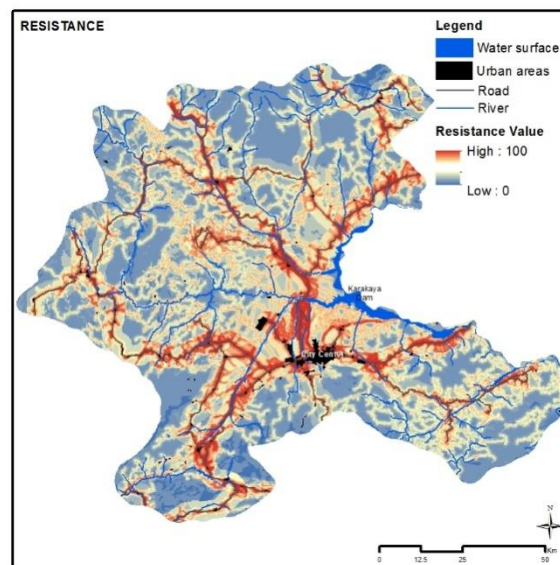 RESISTANCE
Legend
Water surface
Urban areas
Road
River
Resistance Value
High : 100
Low : 0
Karakaya
Dam
City Center
N
0 12.5 25 50
Km